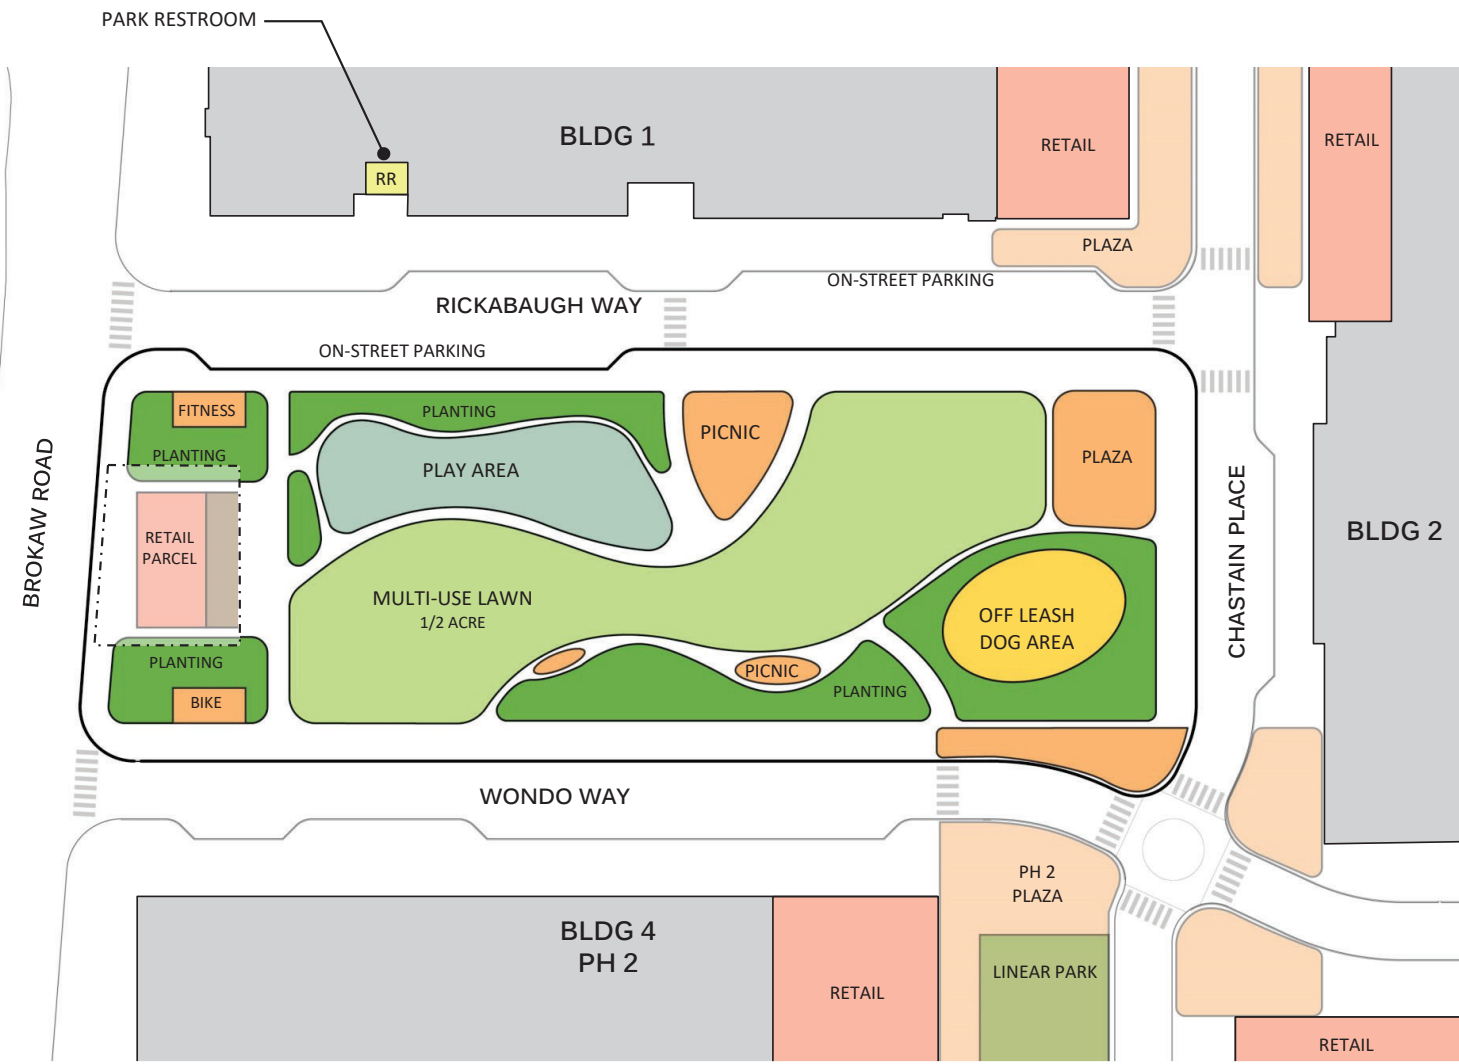 PARK RESTROOM
BLDG 1
RETAIL
RETAIL
RR
PLAZA
ON-STREET PARKING
RICKABAUGH WAY
ON-STREET PARKING
FITNESS
PLANTING
PICNIC
PLANTING
PLAY AREA
PLAZA
BROKAW ROAD
RETAIL
PARCEL
CHASTAIN PLACE
BLDG 2
MULTI-USE LAWN
1/2 ACRE
OFF LEASH
DOG AREA
PLANTING
PICNIC
PLANTING
BIKE
WONDO WAY
PH 2
PLAZA
BLDG 4
PH 2
LINEAR PARK
RETAIL
RETAIL